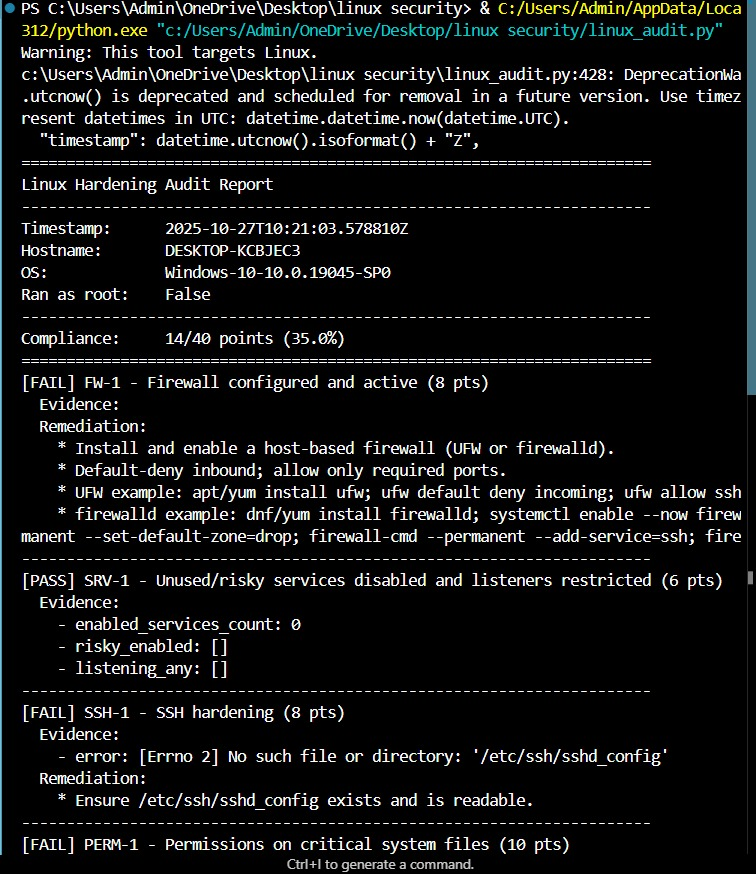 PS C:\Users\Admin\OneDrive\Desktop\linux security> & C:/Users/Admin/AppData/Loca
312/python.exe "c:/Users/Admin/OneDrive/Desktop/linux security/linux_audit.py"
Warning: This tool targets Linux.
c:\Users\Admin\OneDrive\Desktop\linux security\linux_audit.py:428: DeprecationWa
.utcnow() is deprecated and scheduled for removal in a future version. Use timez
resent datetimes in UTC: datetime.datetime.now(datetime.UTC).
  "timestamp": datetime.utcnow().isoformat() + "Z",
======================================================================
Linux Hardening Audit Report
----------------------------------------------------------------------
Timestamp:      2025-10-27T10:21:03.578810Z
Hostname:       DESKTOP-KCBJEC3
OS:             Windows-10-10.0.19045-SP0
Ran as root:    False
----------------------------------------------------------------------
Compliance:     14/40 points (35.0%)
======================================================================
[FAIL] FW-1 - Firewall configured and active (8 pts)
  Evidence:
  Remediation:
    * Install and enable a host-based firewall (UFW or firewalld).
    * Default-deny inbound; allow only required ports.
    * UFW example: apt/yum install ufw; ufw default deny incoming; ufw allow ssh
    * firewalld example: dnf/yum install firewalld; systemctl enable --now firew
manent --set-default-zone=drop; firewall-cmd --permanent --add-service=ssh; fire
----------------------------------------------------------------------
[PASS] SRV-1 - Unused/risky services disabled and listeners restricted (6 pts)
  Evidence:
    - enabled_services_count: 0
    - risky_enabled: []
    - listening_any: []
----------------------------------------------------------------------
[FAIL] SSH-1 - SSH hardening (8 pts)
  Evidence:
    - error: [Errno 2] No such file or directory: '/etc/ssh/sshd_config'
  Remediation:
    * Ensure /etc/ssh/sshd_config exists and is readable.
----------------------------------------------------------------------
[FAIL] PERM-1 - Permissions on critical system files (10 pts)
Ctrl+I to generate a command.